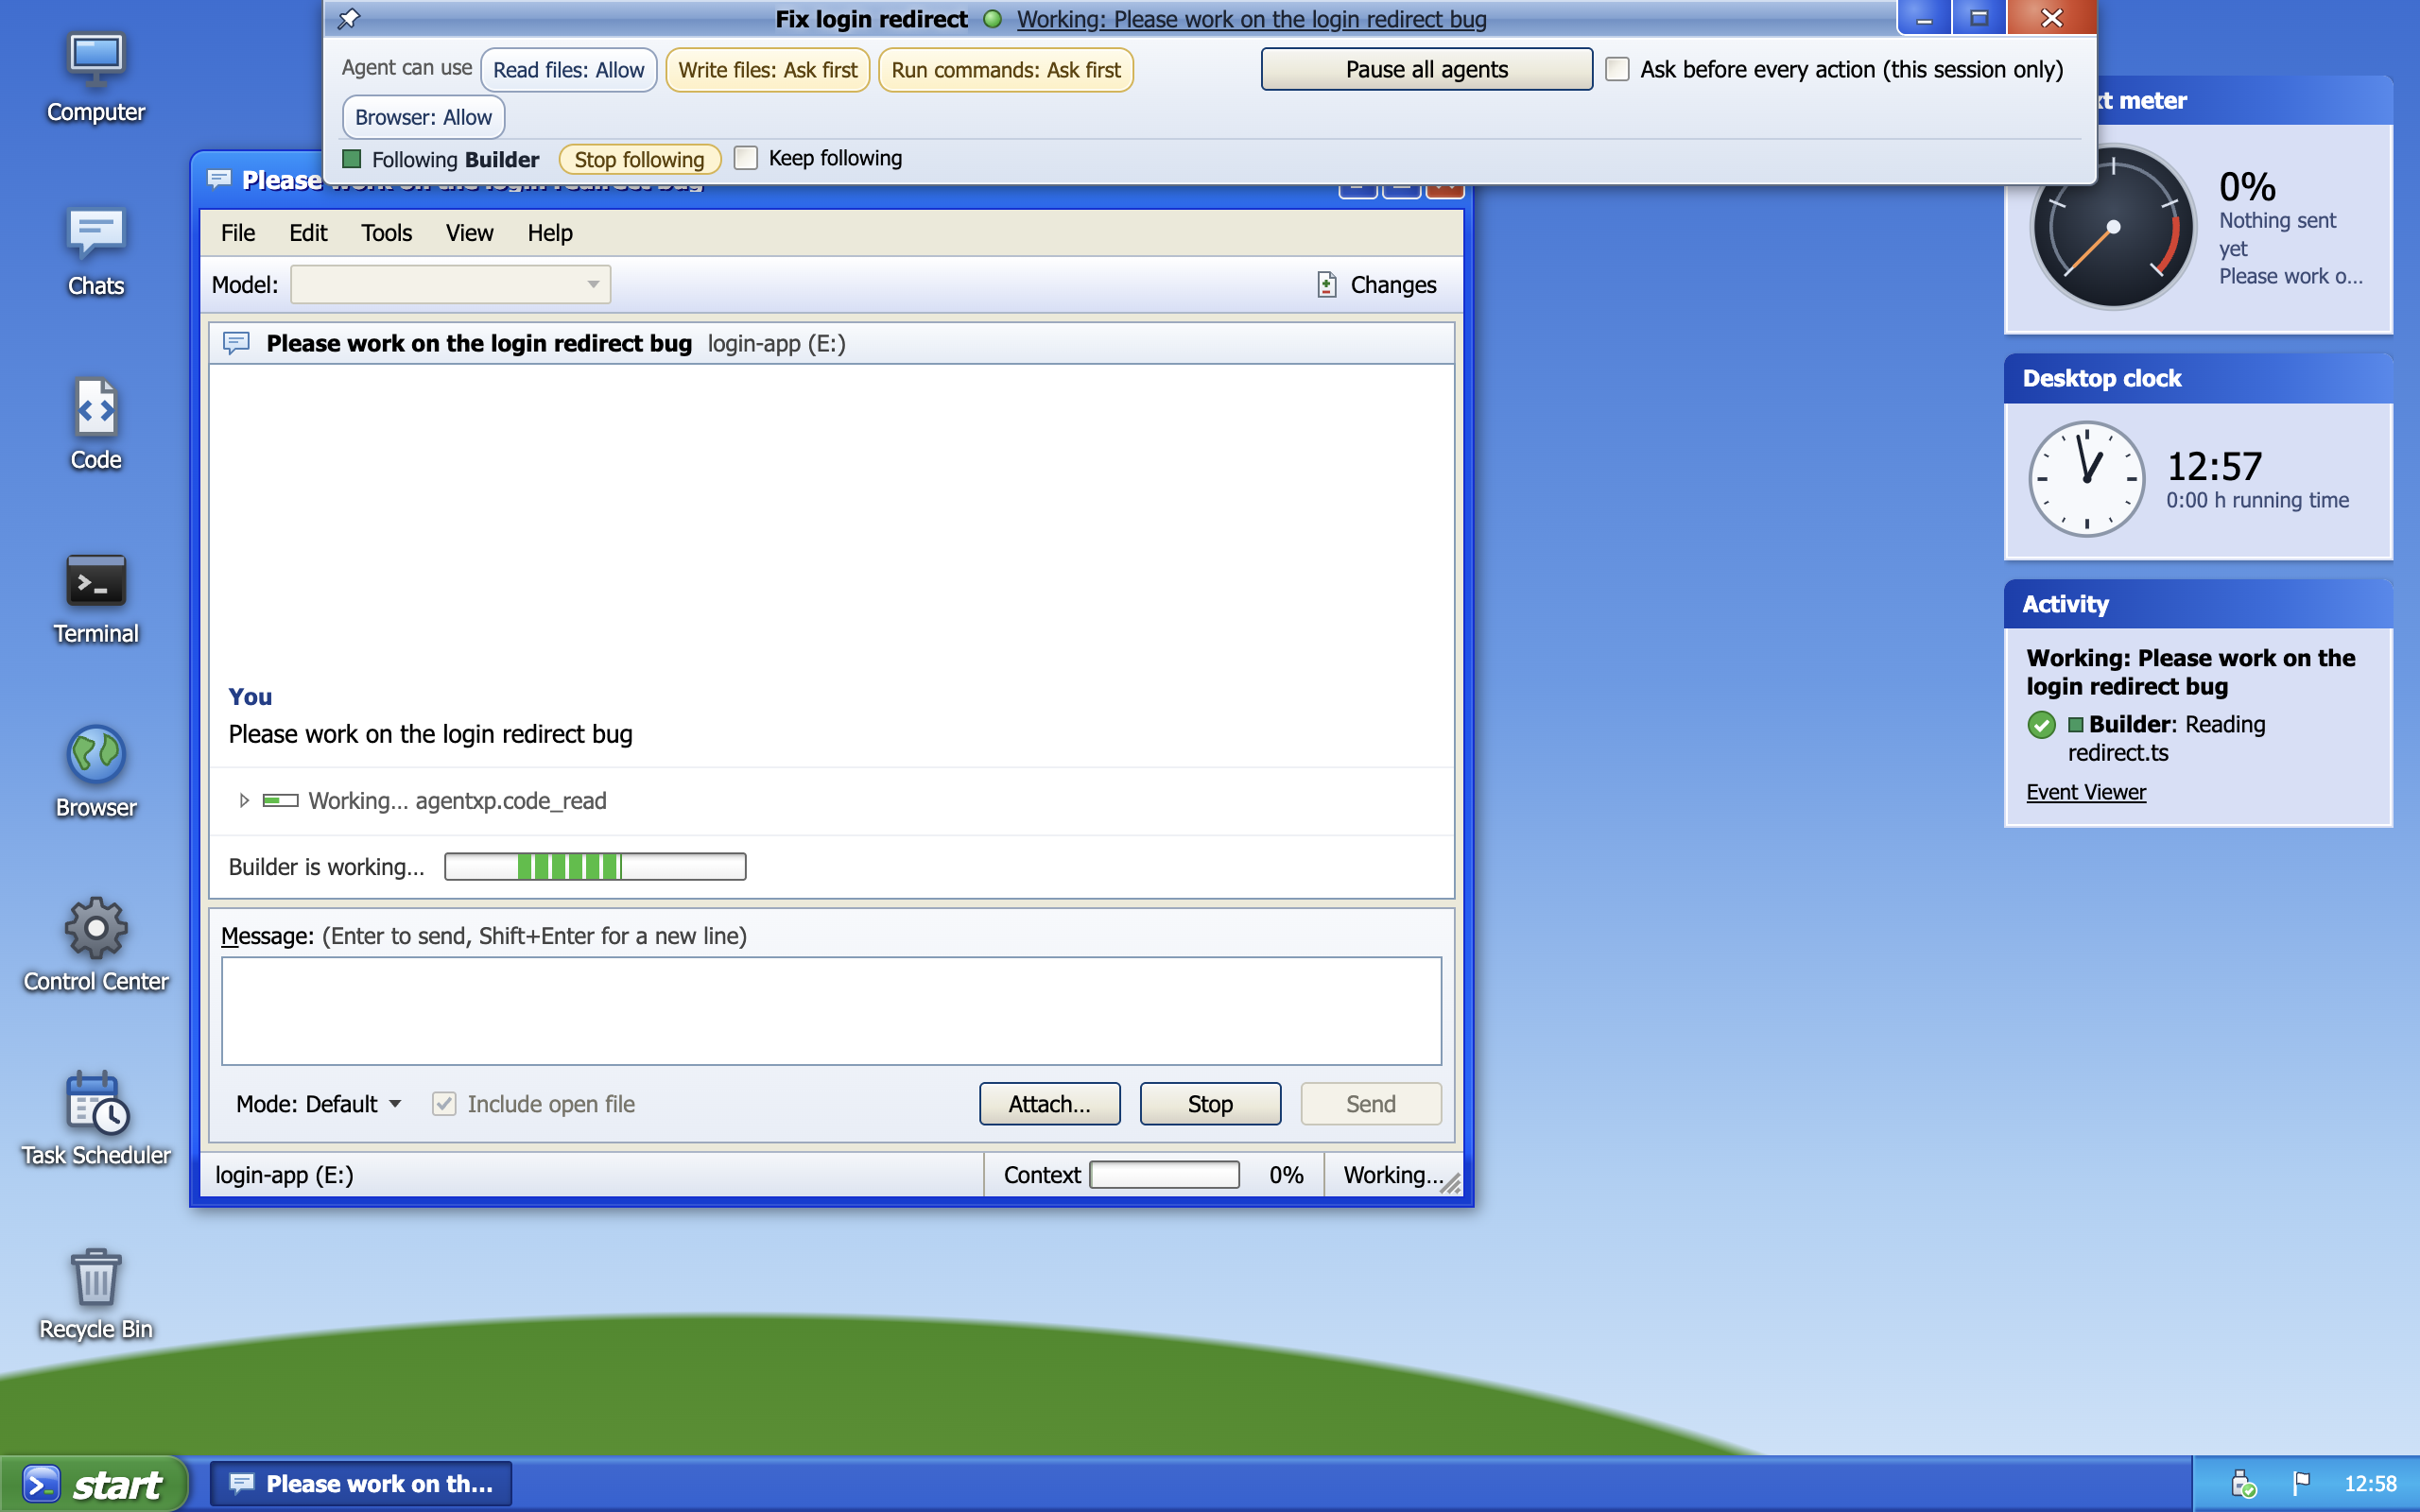 Fix login redirect Working: Please work on the login redirect bug
Agent can use Read files: Allow Write files: Ask first Run commands: Ask first Pause all agents Ask before every action (this session only)
Browser: Allow
Following Builder Stop following Keep following
Computer
Chats
Code
Terminal
Browser
Control Center
Task Scheduler
Recycle Bin
Please work on the login redirect bug
File Edit Tools View Help
Model: Changes
Please work on the login redirect bug login-app (E:)
You
Please work on the login redirect bug
Working... agentxp.code_read
Builder is working...
Message: (Enter to send, Shift+Enter for a new line)
Mode: Default Include open file Attach... Stop Send
login-app (E:) Context 0% Working...
meter
0%
Nothing sent
yet
Please work o...
Desktop clock
12:57
0:00 h running time
Activity
Working: Please work on the
login redirect bug
Builder: Reading
redirect.ts
Event Viewer
start Please work on th... 12:58